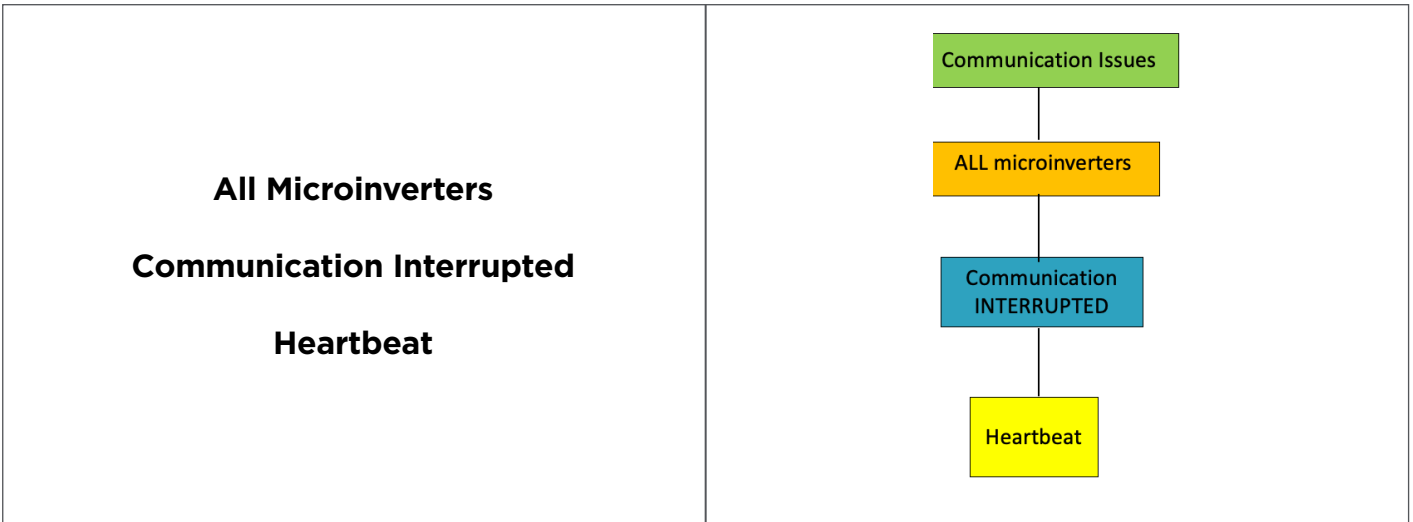 All Microinverters
Communication Interrupted
Heartbeat
Communication Issues
ALL microinverters
Communication
INTERRUPTED
Heartbeat